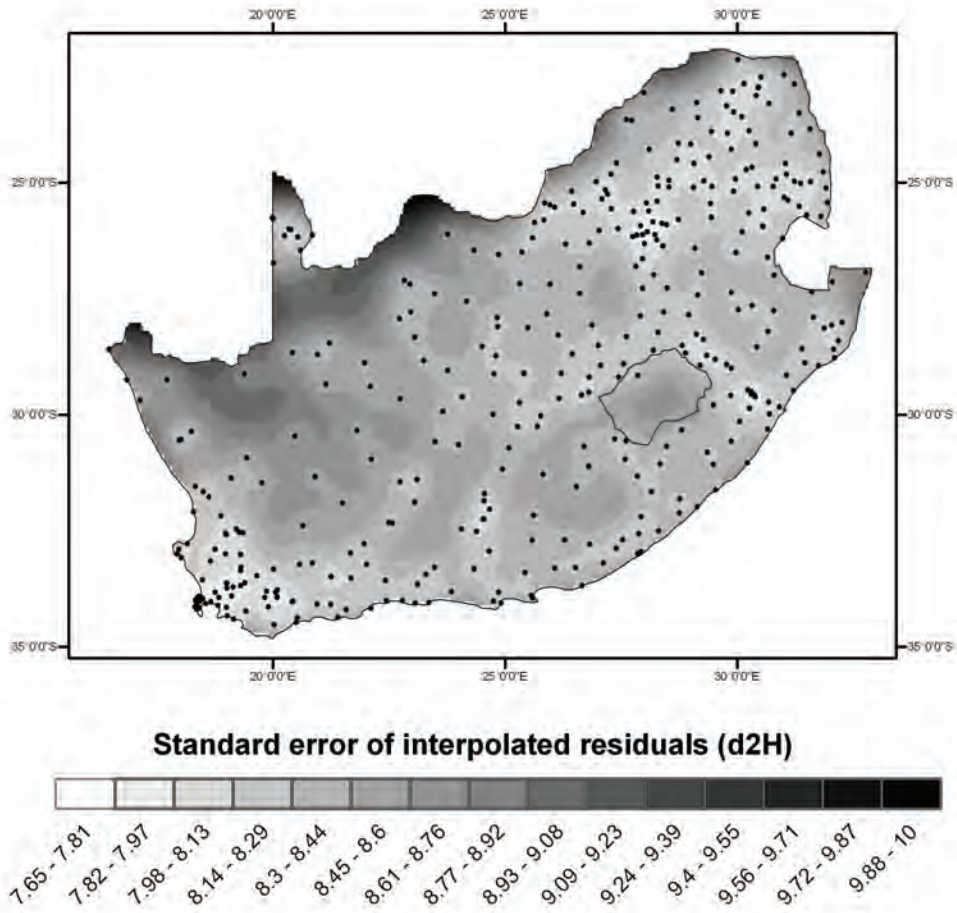 20°0'0"E 25°0'0"E 30°0'0"E
25°0'0"S 25°0'0"S
30°0'0"S 30°0'0"S
35°0'0"S 35°0'0"S
20°0'0"E 25°0'0"E 30°0'0"E
Standard error of interpolated residuals (d2H)
7.65 - 7.81
7.82 - 7.97
7.98 - 8.13
8.14 - 8.29
8.3 - 8.44
8.45 - 8.6
8.61 - 8.76
8.77 - 8.92
8.93 - 9.08
9.09 - 9.23
9.24 - 9.39
9.4 - 9.55
9.56 - 9.71
9.72 - 9.87
9.88 - 10